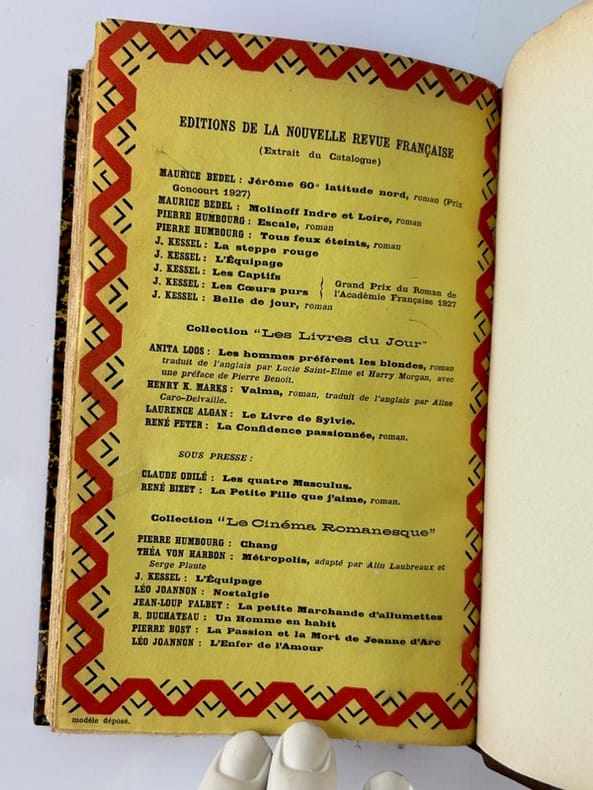 EDITIONS DE LA NOUVELLE REVUE FRANÇAISE
(Extrait du Catalogue)
MAURICE BEDEL : Jérôme 60° latitude nord, roman (Prix
Goncourt 1927)
MAURICE BEDEL : Molinoff Indre et Loire, roman
PIERRE HUMBOURG : Escale, roman
PIERRE HUMBOURG : Tous feux éteints, roman
J. KESSEL : La steppe rouge
J. KESSEL : L'Équipage
J. KESSEL : Les Captifs
J. KESSEL : Les Cœurs purs
J. KESSEL : Belle de jour, roman
Grand Prix du Roman de
l'Académie Française 1927
Collection "Les Livres du Jour"
ANITA LOOS : Les hommes préfèrent les blondes, roman
traduit de l'anglais par Lucie Saint-Elme et Harry Morgan, avec
une préface de Pierre Benoit.
HENRY K. MARKS : Valma, roman, traduit de l'anglais par Aline
Caro-Delvaille.
LAURENCE ALGAN : Le Livre de Sylvie.
RENÉ PETER : La Confidence passionnée, roman.
SOUS PRESSE :
CLAUDE ODILÉ : Les quatre Musculus.
RENÉ BIZET : La Petite Fille que j'aime, roman.
Collection "Le Cinéma Romanesque"
PIERRE HUMBOURG : Chang
THÉA VON HARBON : Métropolis, adapté par Alin Laubreaux et
Serge Plaute
J. KESSEL : L'Équipage
LÉO JOANNON : Nostalgie
JEAN-LOUP FALBET : La petite Marchande d'allumettes
R. DUCHATEAU : Un Homme en habit
PIERRE BOST : La Passion et la Mort de Jeanne d'Arc
LÉO JOANNON : L'Enfer de l'Amour
modèle déposé.